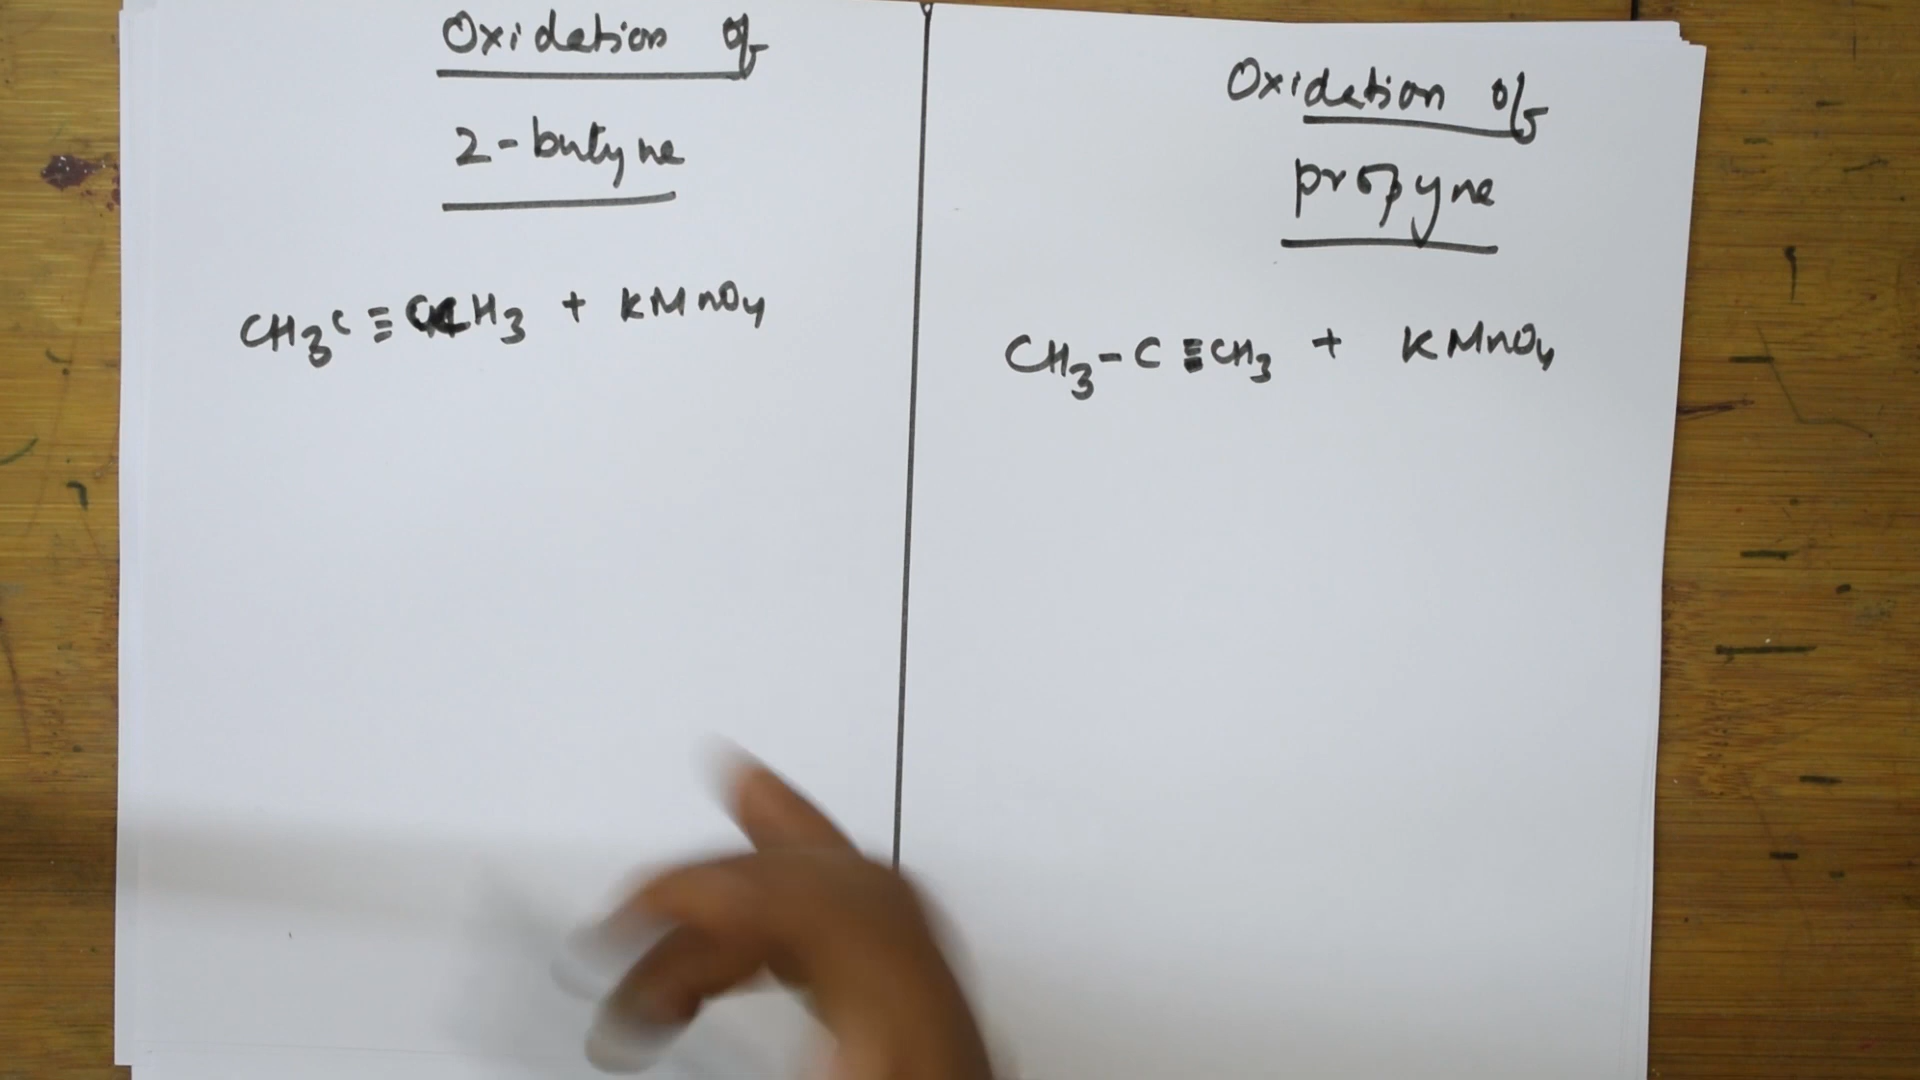 Oxidation of
2-butyne
CH3C≡CCH3 + KMnO4
Oxidation of
propyne
CH3-C≡CH3 + KMnO4